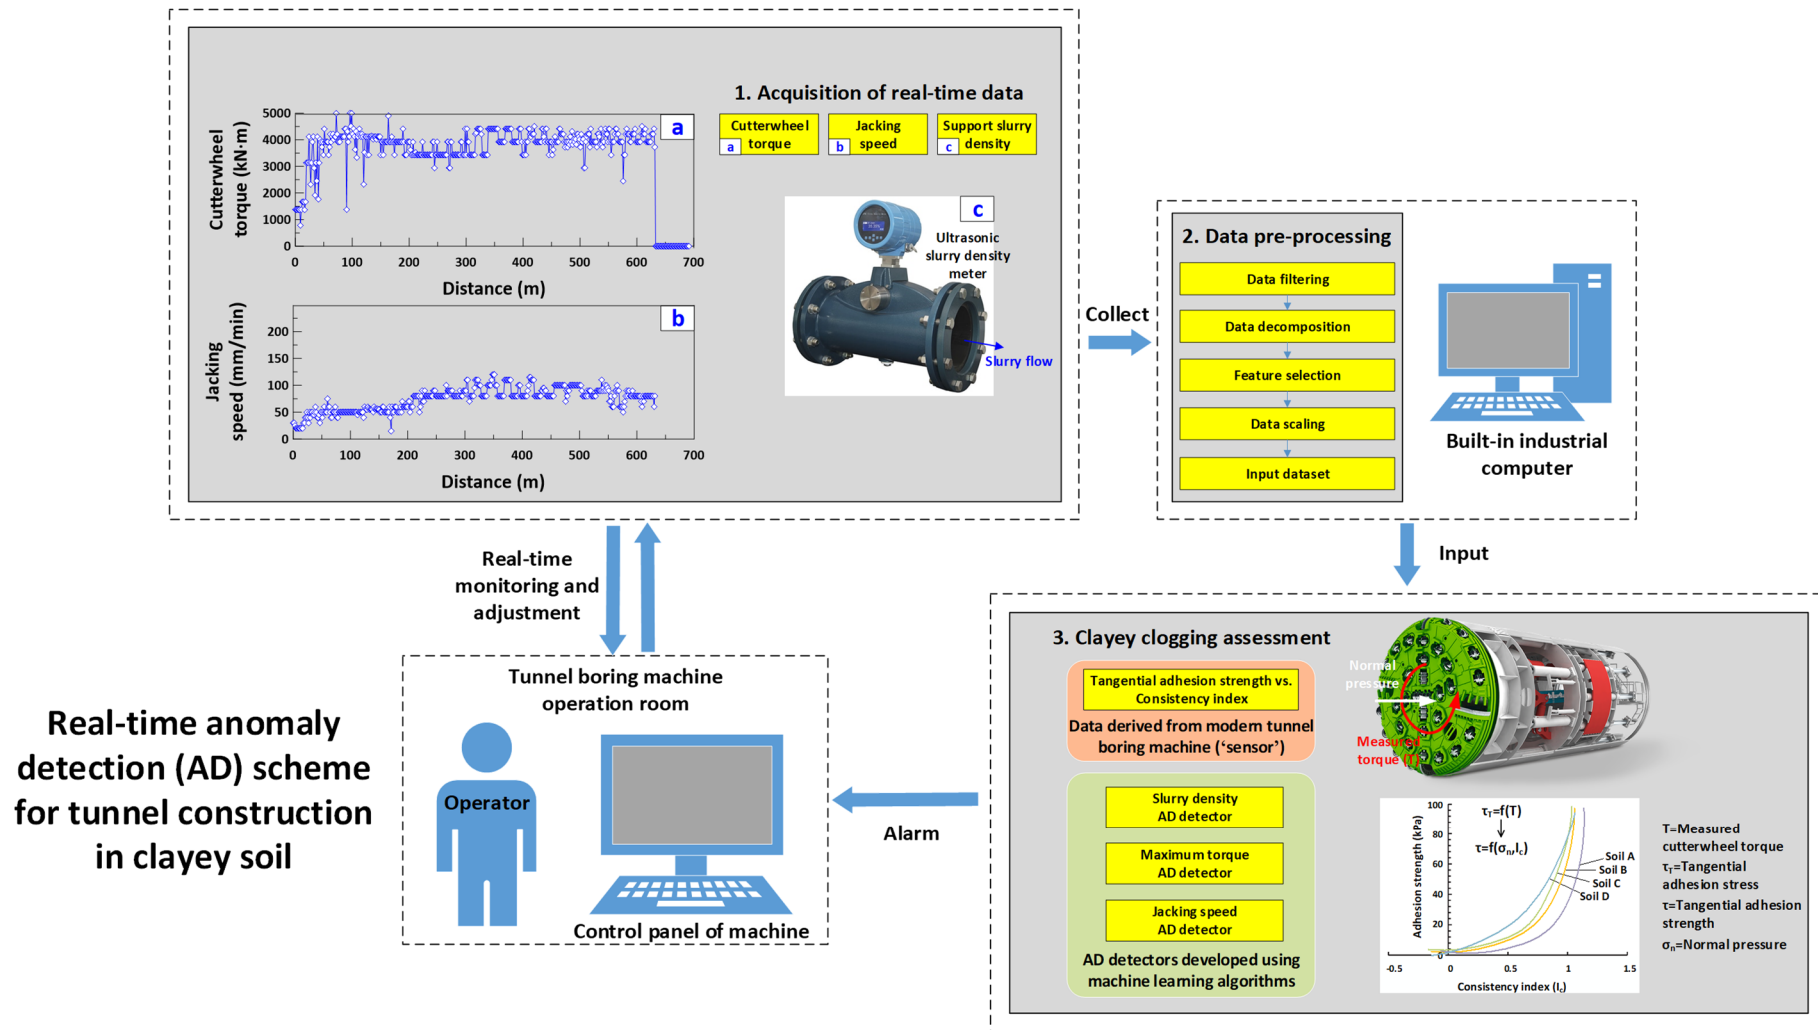 1. Acquisition of real-time data
Cutterwheel
torque
a
Jacking
speed
b
Support slurry
density
c
a
Cutterwheel
torque (kN·m)
5000
4000
3000
2000
1000
0
0 100 200 300 400 500 600 700
Distance (m)
b
Jacking
speed (mm/min)
200
150
100
50
0
0 100 200 300 400 500 600 700
Distance (m)
c
Ultrasonic
slurry density
meter
Slurry flow
Collect
2. Data pre-processing
Data filtering
Data decomposition
Feature selection
Data scaling
Input dataset
Built-in industrial
computer
Input
Real-time
monitoring and
adjustment
Real-time anomaly
detection (AD) scheme
for tunnel construction
in clayey soil
Tunnel boring machine
operation room
Operator
Control panel of machine
Alarm
3. Clayey clogging assessment
Tangential adhesion strength vs.
Consistency index
Data derived from modern tunnel
boring machine (‘sensor’)
Slurry density
AD detector
Maximum torque
AD detector
Jacking speed
AD detector
AD detectors developed using
machine learning algorithms
Normal
pressure
Measured
torque (T)
Adhesion strength (kPa)
100
80
60
40
20
0
-0.5 0 0.5 1 1.5
Consistency index (Ic)
τT=f(T)
τ=f(σn,Ic)
Soil A
Soil B
Soil C
Soil D
T=Measured
cutterwheel torque
τT=Tangential
adhesion stress
τ=Tangential adhesion
strength
σn=Normal pressure